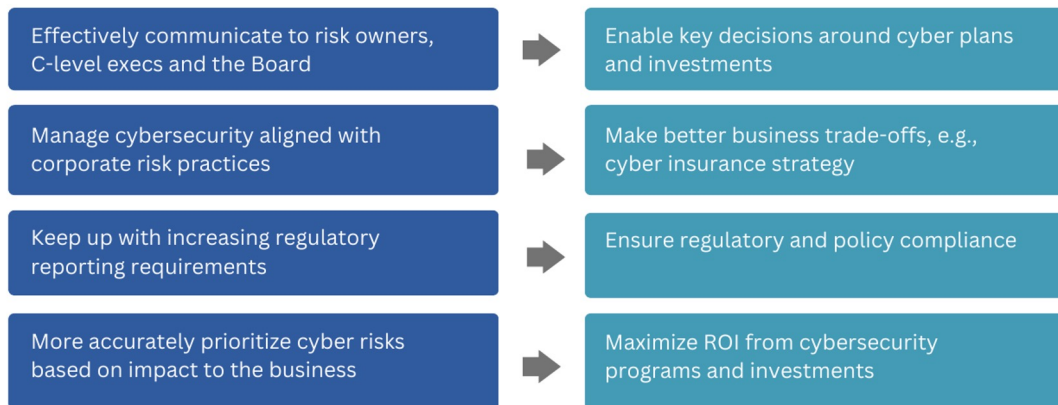 Effectively communicate to risk owners,
C-level execs and the Board
Enable key decisions around cyber plans
and investments
Manage cybersecurity aligned with
corporate risk practices
Make better business trade-offs, e.g.,
cyber insurance strategy
Keep up with increasing regulatory
reporting requirements
Ensure regulatory and policy compliance
More accurately prioritize cyber risks
based on impact to the business
Maximize ROI from cybersecurity
programs and investments